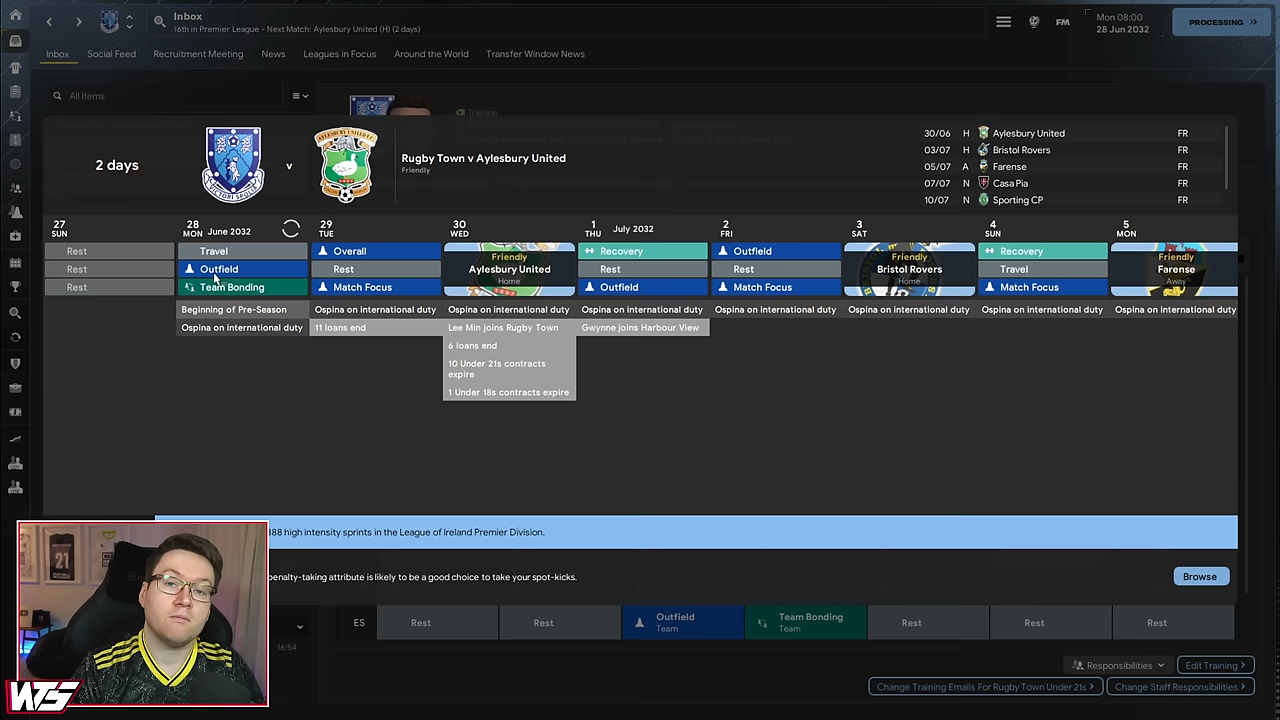 Inbox
16th in Premier League - Next Match: Aylesbury United (H) (2 days)
FM
Mon 08:00
28 Jun 2032
PROCESSING
Inbox
Social Feed
Recruitment Meeting
News
Leagues in Focus
Around the World
Transfer Window News
All Items
Training
2 days
v
Rugby Town v Aylesbury United
Friendly
30/06 H Aylesbury United FR
03/07 H Bristol Rovers FR
05/07 A Farense FR
07/07 N Casa Pia FR
10/07 N Sporting CP FR
27 SUN
28 MON June 2032
29 TUE
30 WED
1 THU July 2032
2 FRI
3 SAT
4 SUN
5 MON
Rest
Travel
Overall
Friendly
Recovery
Outfield
Friendly
Recovery
Friendly
Rest
Outfield
Rest
Aylesbury United
Rest
Rest
Bristol Rovers
Travel
Farense
Rest
Team Bonding
Match Focus
Home
Outfield
Match Focus
Home
Match Focus
Away
Beginning of Pre-Season
Ospina on international duty
Ospina on international duty
Ospina on international duty
Ospina on international duty
Ospina on international duty
Ospina on international duty
Ospina on international duty
Ospina on international duty
11 loans end
Lee Min joins Rugby Town
Gwynne joins Harbour View
6 loans end
10 Under 21s contracts
expire
1 Under 18s contracts expire
388 high intensity sprints in the League of Ireland Premier Division.
penalty-taking attribute is likely to be a good choice to take your spot-kicks.
Browse
ES
Rest
Rest
Outfield
Team
Team Bonding
Team
Rest
Rest
Rest
16:54
Responsibilities
Edit Training
Change Training Emails For Rugby Town Under 21s
Change Staff Responsibilities
21
WTS